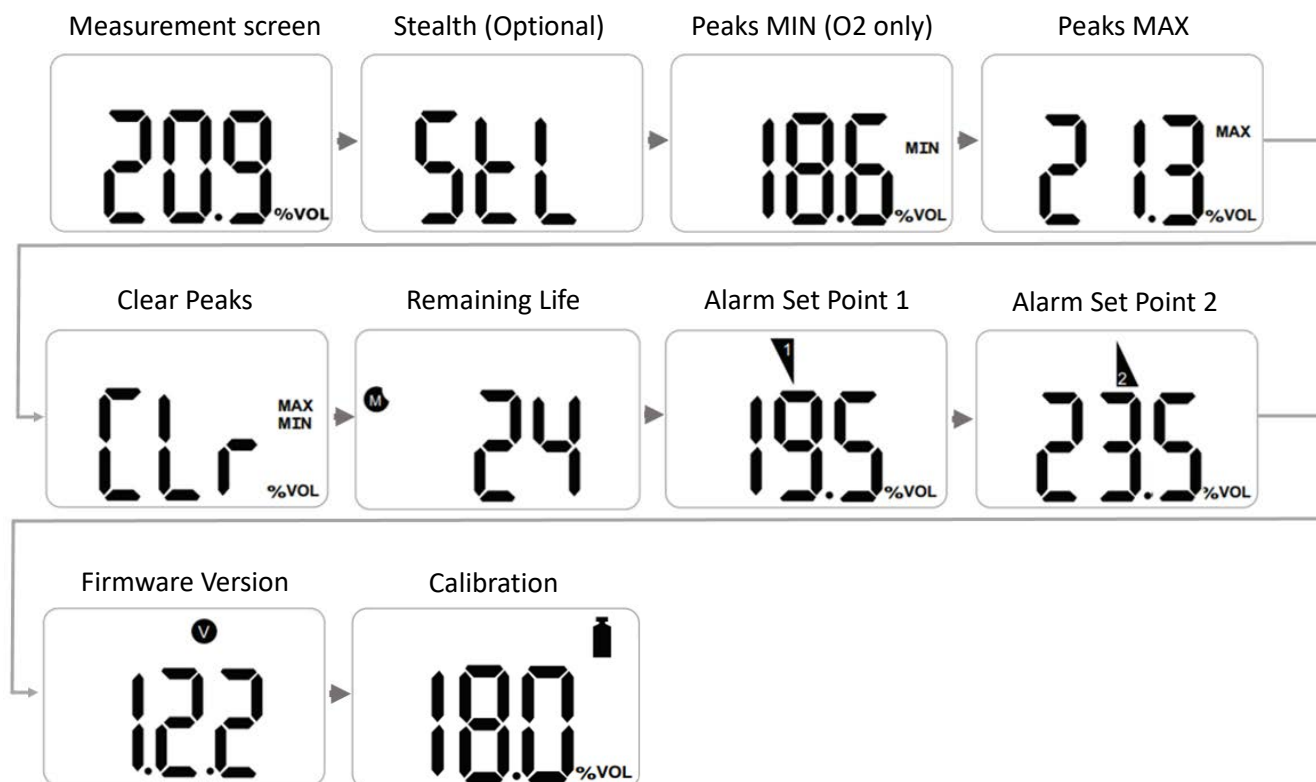 Measurement screen
20.9 %VOL
Stealth (Optional)
StL
Peaks MIN (O2 only)
18.6 MIN %VOL
Peaks MAX
21.3 MAX %VOL
Clear Peaks
CLr MAX MIN %VOL
Remaining Life
M 24
Alarm Set Point 1
1
19.5 %VOL
Alarm Set Point 2
2
23.5 %VOL
Firmware Version
V
1.2.2
Calibration
18.0 %VOL